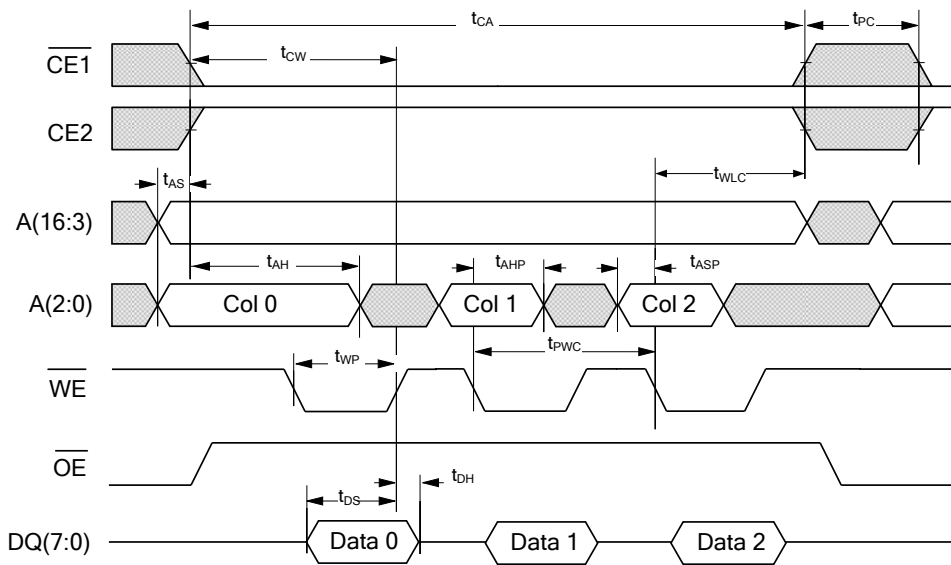 tCA
tPC
CE1
tCW
CE2
tAS
tWLC
A(16:3)
tAH
tAHP
tASP
A(2:0)
Col 0
Col 1
Col 2
tWP
tPWC
WE
OE
tDS
tDH
DQ(7:0)
Data 0
Data 1
Data 2